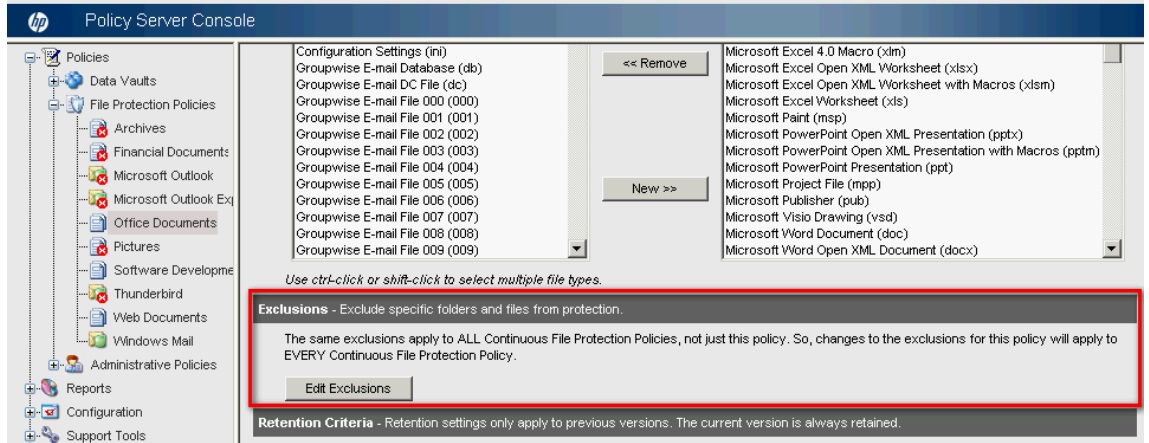 hp Policy Server Console
Policies
Data Vaults
File Protection Policies
Archives
Financial Documents
Microsoft Outlook
Microsoft Outlook Exp
Office Documents
Pictures
Software Developme
Thunderbird
Web Documents
Windows Mail
Administrative Policies
Reports
Configuration
Support Tools
Configuration Settings (ini)
Groupwise E-mail Database (db)
Groupwise E-mail DC File (dc)
Groupwise E-mail File 000 (000)
Groupwise E-mail File 001 (001)
Groupwise E-mail File 002 (002)
Groupwise E-mail File 003 (003)
Groupwise E-mail File 004 (004)
Groupwise E-mail File 005 (005)
Groupwise E-mail File 006 (006)
Groupwise E-mail File 007 (007)
Groupwise E-mail File 008 (008)
Groupwise E-mail File 009 (009)
<< Remove
New >>
Microsoft Excel 4.0 Macro (xlm)
Microsoft Excel Open XML Worksheet (xlsx)
Microsoft Excel Open XML Worksheet with Macros (xlsm)
Microsoft Excel Worksheet (xls)
Microsoft Paint (msp)
Microsoft PowerPoint Open XML Presentation (pptx)
Microsoft PowerPoint Open XML Presentation with Macros (pptm)
Microsoft PowerPoint Presentation (ppt)
Microsoft Project File (mpp)
Microsoft Publisher (pub)
Microsoft Visio Drawing (vsd)
Microsoft Word Document (doc)
Microsoft Word Open XML Document (docx)
Use ctrl-click or shift-click to select multiple file types.
Exclusions - Exclude specific folders and files from protection.
The same exclusions apply to ALL Continuous File Protection Policies, not just this policy. So, changes to the exclusions for this policy will apply to
EVERY Continuous File Protection Policy.
Edit Exclusions
Retention Criteria - Retention settings only apply to previous versions. The current version is always retained.